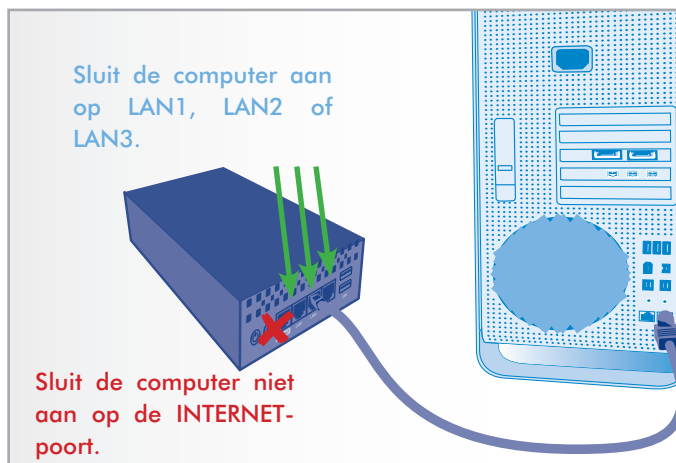 Sluit de computer aan
op LAN1, LAN2 of
LAN3.
Sluit de computer niet
aan op de INTERNET-
poort.